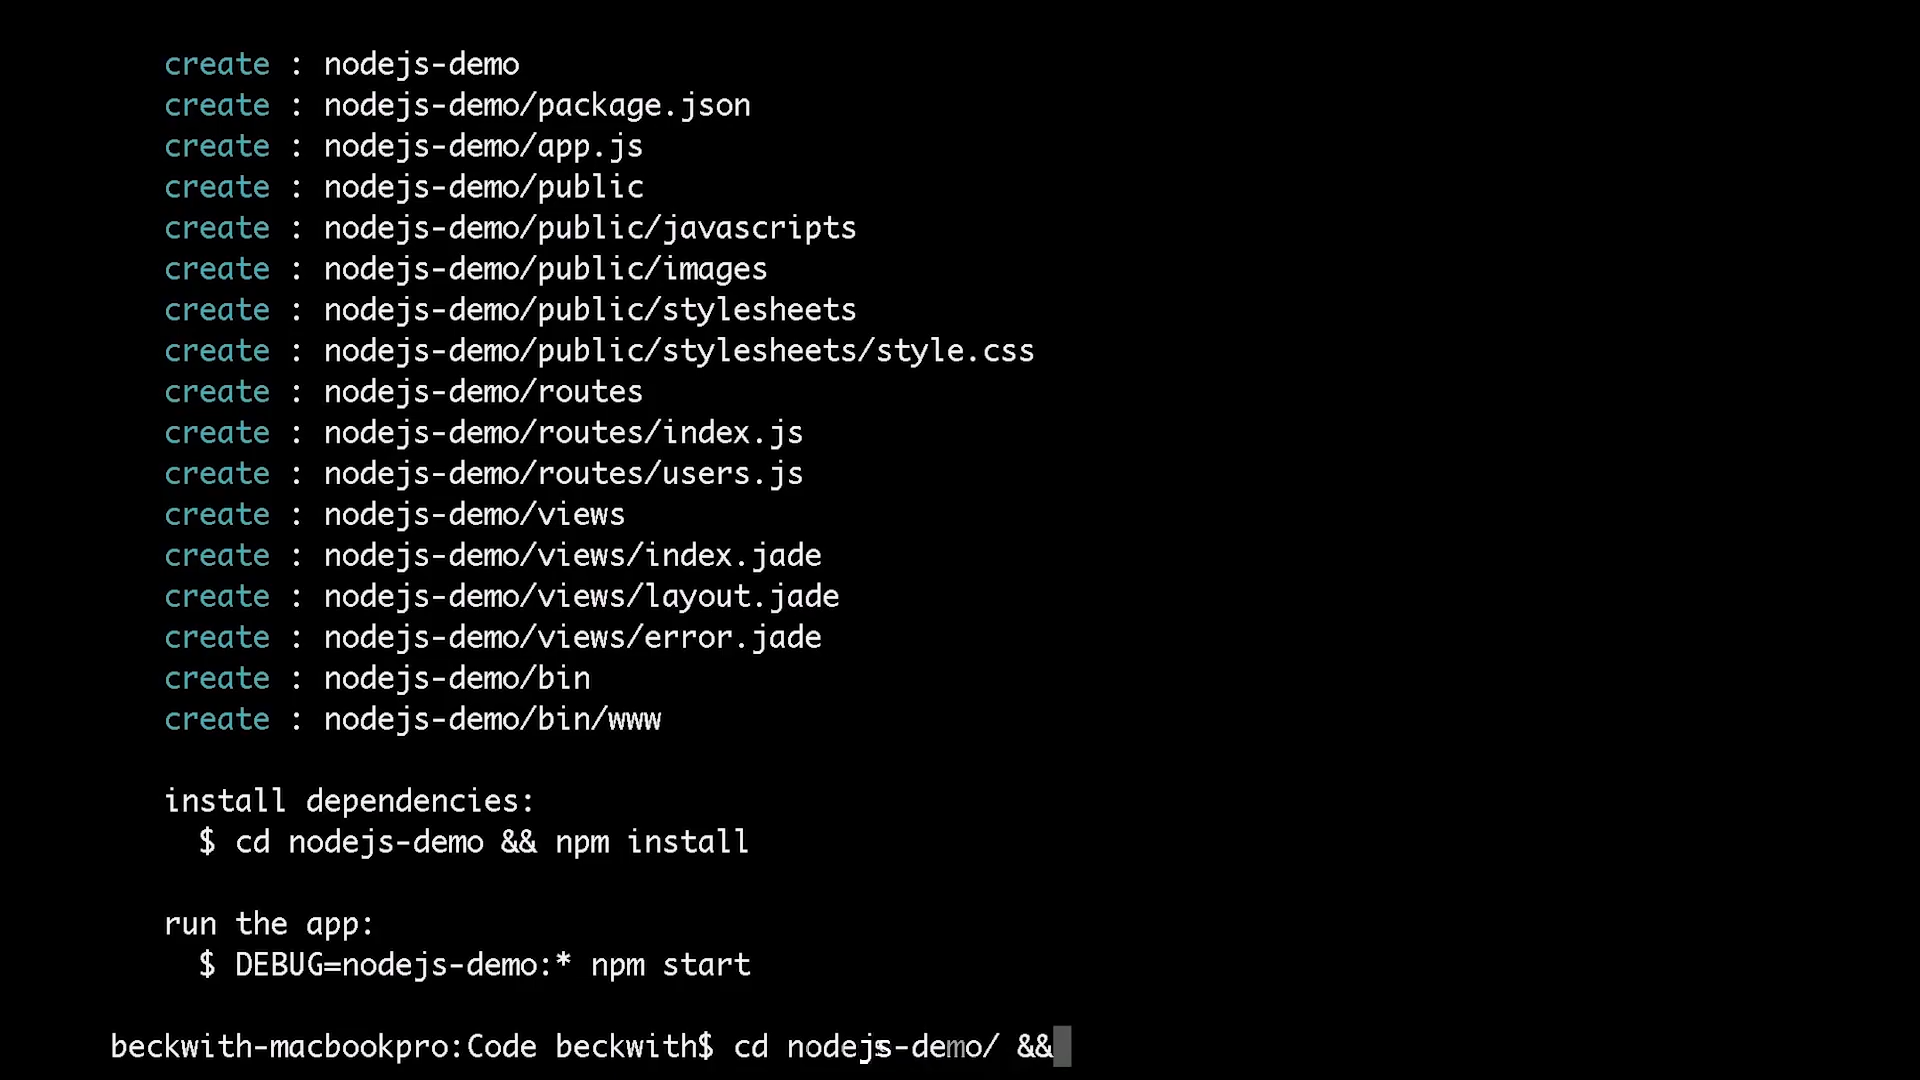 create : nodejs-demo
create : nodejs-demo/package.json
create : nodejs-demo/app.js
create : nodejs-demo/public
create : nodejs-demo/public/javascripts
create : nodejs-demo/public/images
create : nodejs-demo/public/stylesheets
create : nodejs-demo/public/stylesheets/style.css
create : nodejs-demo/routes
create : nodejs-demo/routes/index.js
create : nodejs-demo/routes/users.js
create : nodejs-demo/views
create : nodejs-demo/views/index.jade
create : nodejs-demo/views/layout.jade
create : nodejs-demo/views/error.jade
create : nodejs-demo/bin
create : nodejs-demo/bin/www
install dependencies:
$ cd nodejs-demo && npm install
run the app:
$ DEBUG=nodejs-demo:* npm start
beckwith-macbookpro:Code beckwith$ cd nodejs-demo/ &&